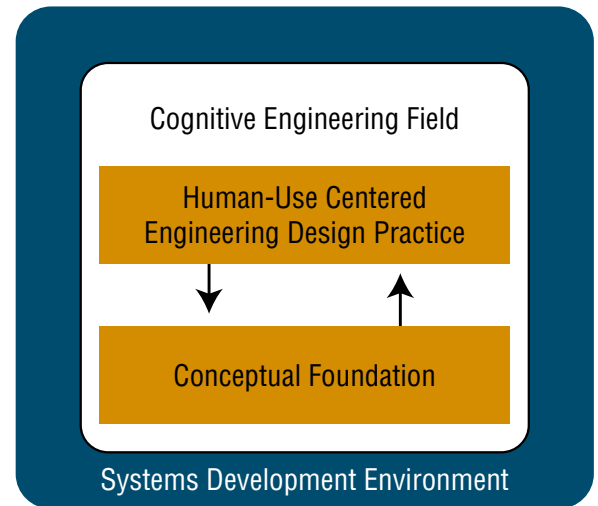 Cognitive Engineering Field
Human-Use Centered
Engineering Design Practice
Conceptual Foundation
Systems Development Environment